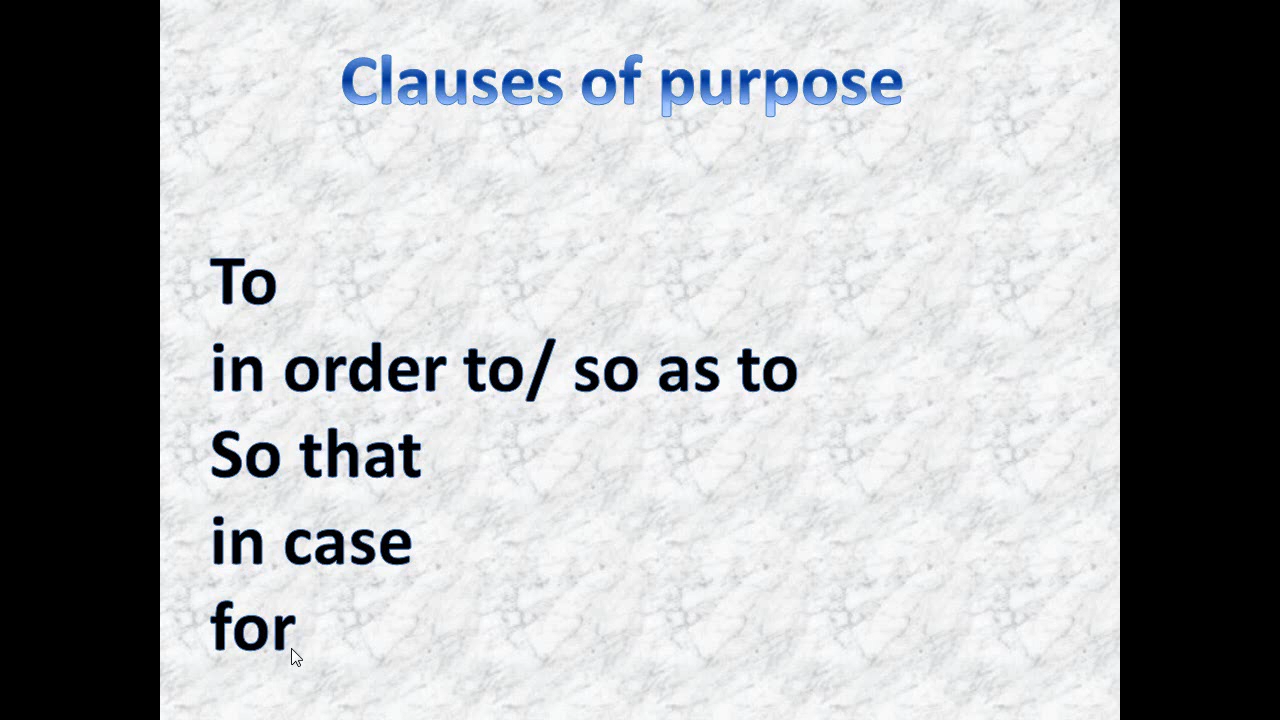 Clauses of purpose
To
in order to/ so as to
So that
in case
for